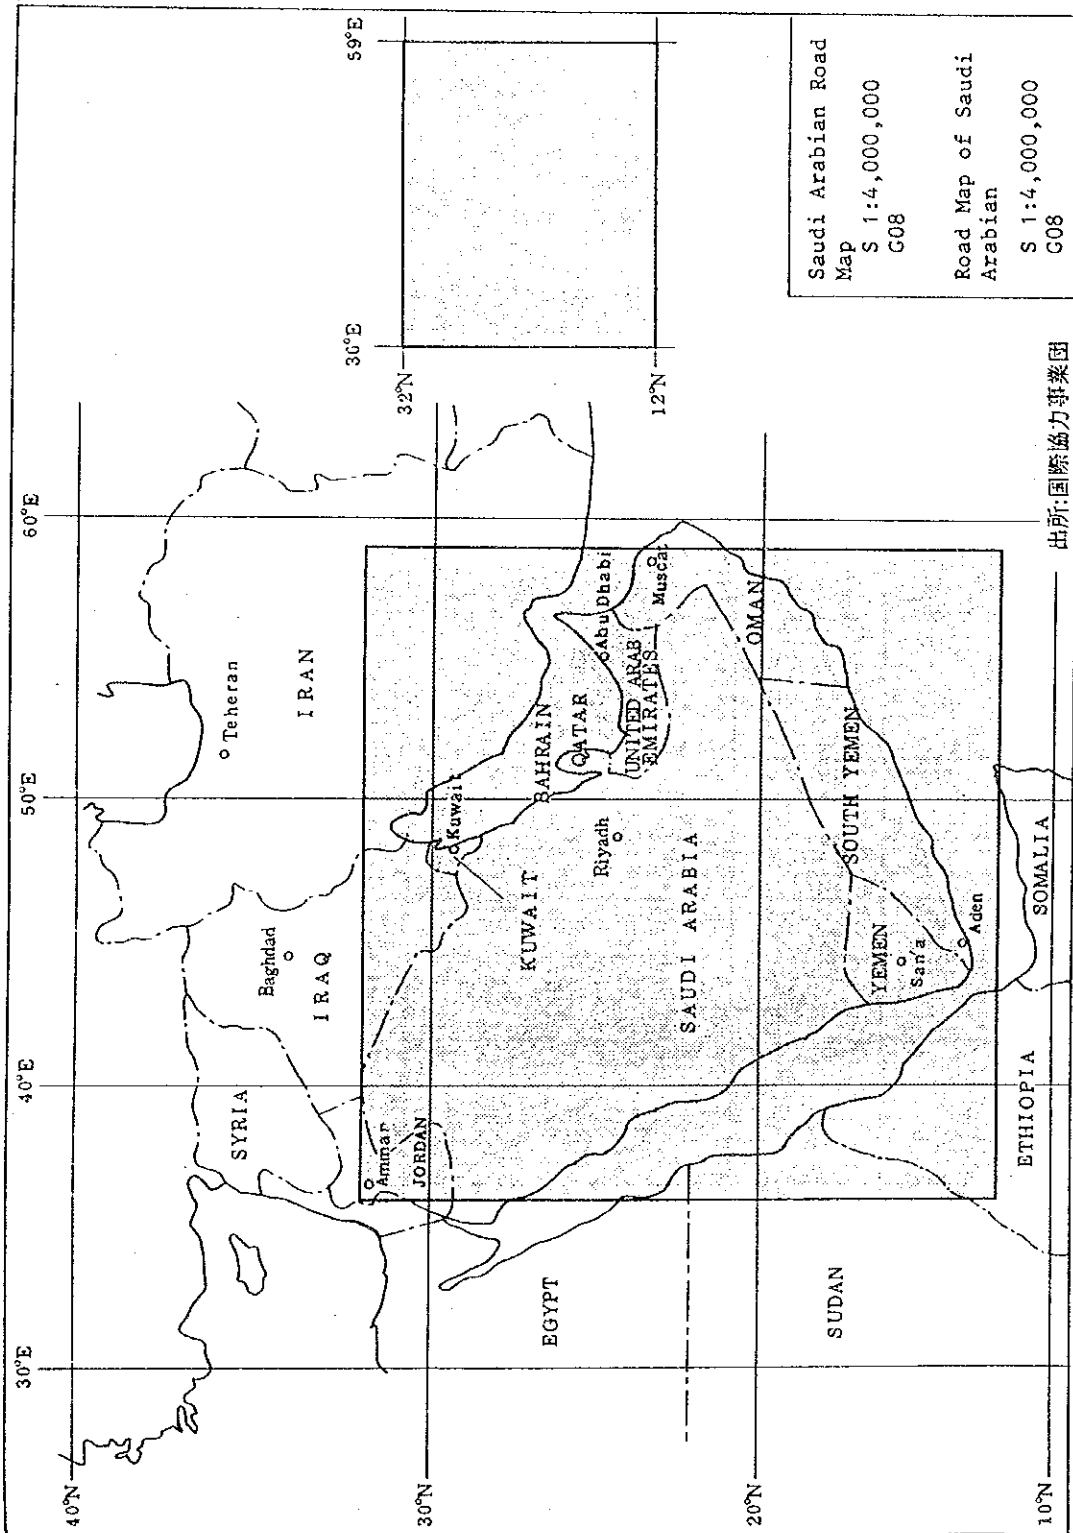 40°N
30°N
20°N
10°N
30°E
40°E
50°E
60°E
SYRIA
Teheran
Baghdad
IRAQ
IRAN
Ammar
JORDAN
Kuwait
KUWAIT
BAHRAIN
QATAR
Abu Dhabi
Riyadh
UNITED ARAB
EMIRATES
Muscat
EGYPT
SAUDI ARABIA
OMAN
SUDAN
YEMEN
San'a
SOUTH YEMEN
Aden
ETHIOPIA
SOMALIA
36°E
59°E
32°N
12°N
Saudi Arabian Road
Map
S 1:4,000,000
G08
Road Map of Saudi
Arabian
S 1:4,000,000
G08
出所:国際協力事業団